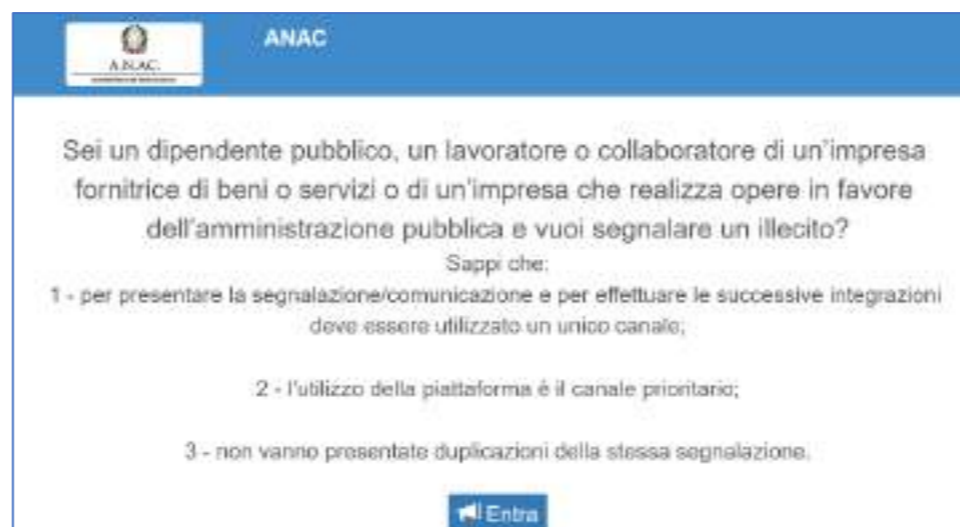 A.N.AC.
ANAC
Sei un dipendente pubblico, un lavoratore o collaboratore di un'impresa
fornitrice di beni o servizi o di un'impresa che realizza opere in favore
dell'amministrazione pubblica e vuoi segnalare un illecito?
Sappi che:
1 - per presentare la segnalazione/comunicazione e per effettuare le successive integrazioni
deve essere utilizzato un unico canale;
2 - l'utilizzo della piattaforma è il canale prioritario;
3 - non vanno presentate duplicazioni della stessa segnalazione.
Entra